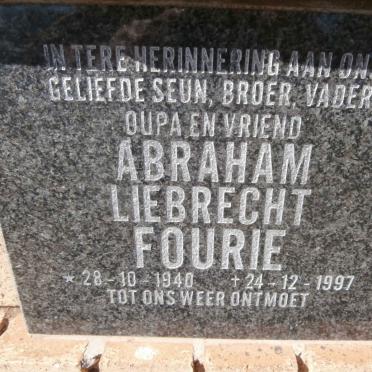 IN TERE HERINNERING AAN ONS
GELIEFDE SEUN, BROER, VADER
OUPA EN VRIEND
ABRAHAM
LIEBRECHT
FOURIE
* 28-10-1940 +24-12-1997
TOT ONS WEER ONTMOET